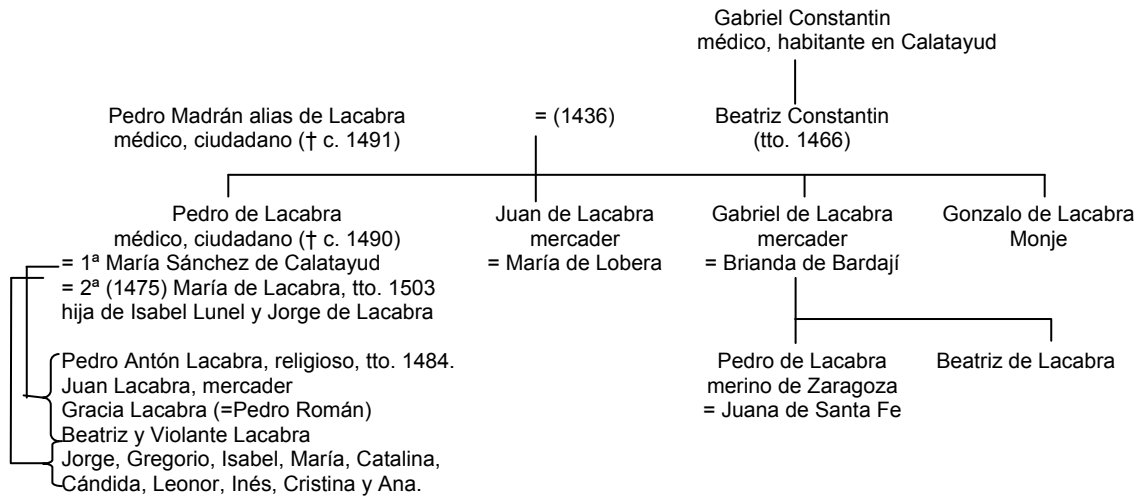 Gabriel Constantin
médico, habitante en Calatayud
Pedro Madrán alias de Lacabra
médico, ciudadano († c. 1491)
= (1436)
Beatriz Constantin
(tto. 1466)
Pedro de Lacabra
médico, ciudadano († c. 1490)
= 1ª María Sánchez de Calatayud
= 2ª (1475) María de Lacabra, tto. 1503
hija de Isabel Lunel y Jorge de Lacabra
Juan de Lacabra
mercader
= María de Lobera
Gabriel de Lacabra
mercader
= Brianda de Bardají
Gonzalo de Lacabra
Monje
Pedro Antón Lacabra, religioso, tto. 1484.
Juan Lacabra, mercader
Gracia Lacabra (=Pedro Román)
Beatriz y Violante Lacabra
Jorge, Gregorio, Isabel, María, Catalina,
Cándida, Leonor, Inés, Cristina y Ana.
Pedro de Lacabra
merino de Zaragoza
= Juana de Santa Fe
Beatriz de Lacabra